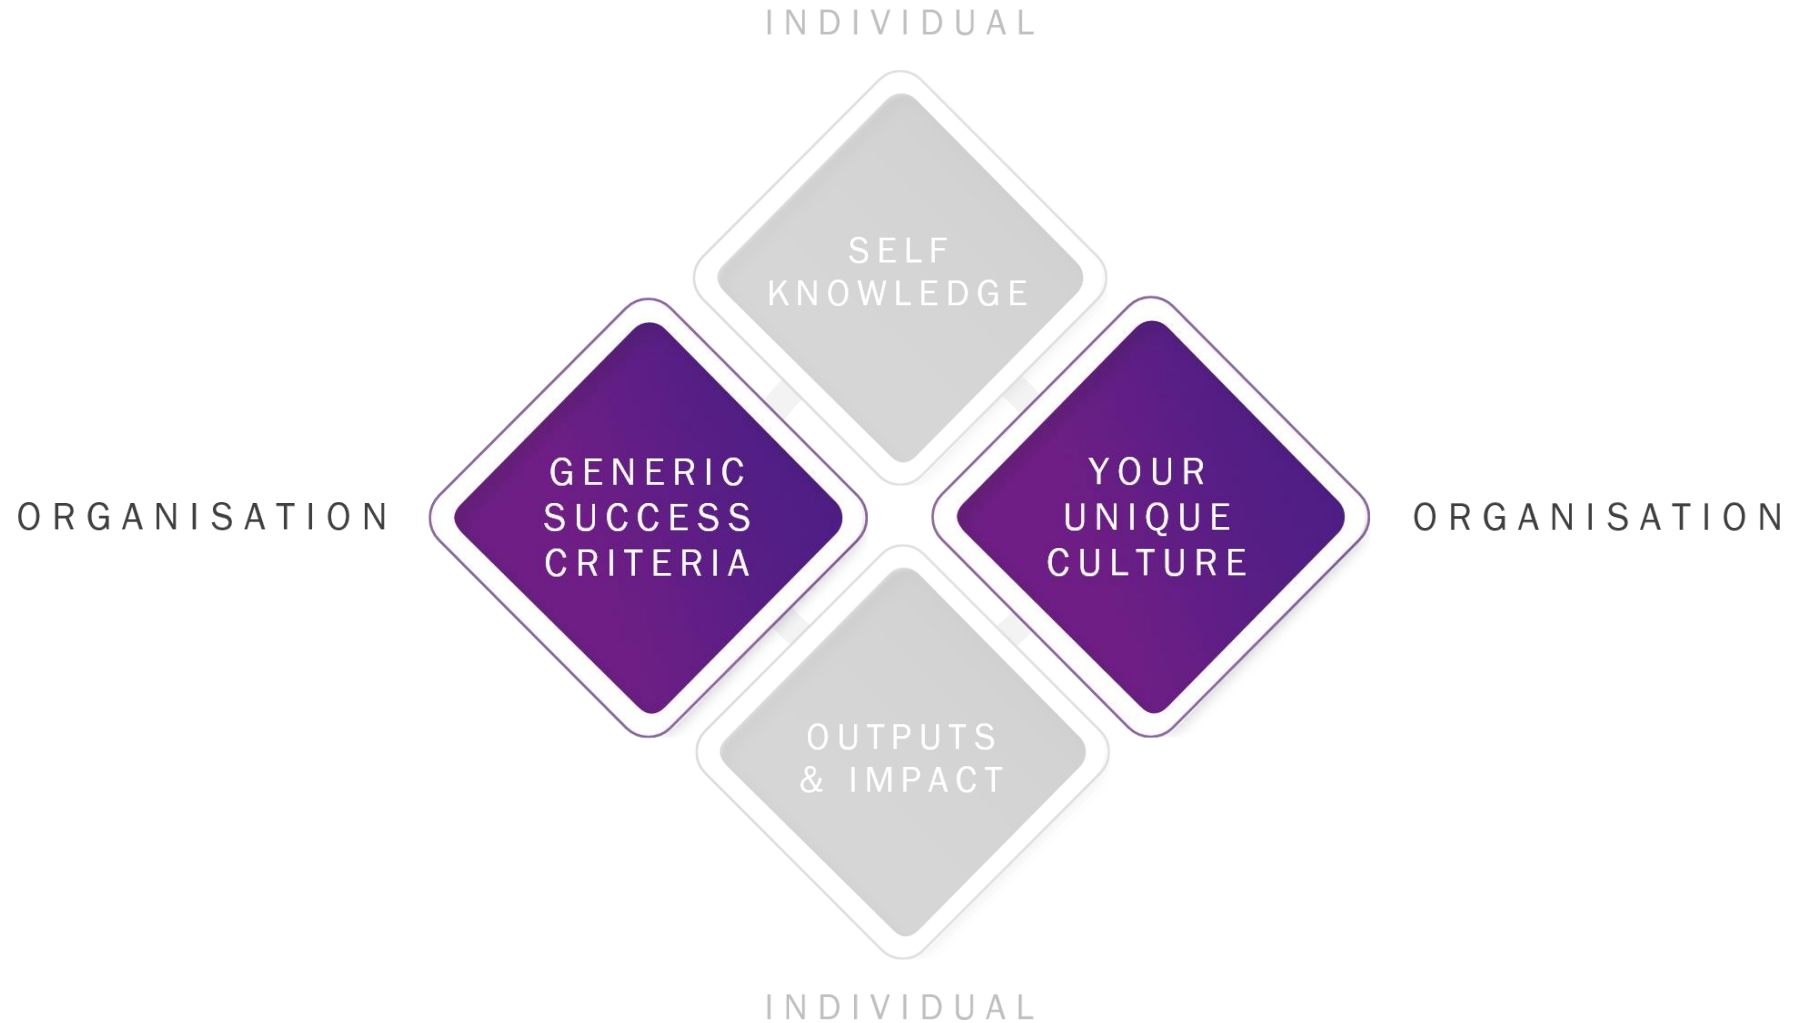 INDIVIDUAL
SELF
KNOWLEDGE
ORGANISATION
GENERIC
SUCCESS
CRITERIA
YOUR
UNIQUE
CULTURE
ORGANISATION
OUTPUTS
& IMPACT
INDIVIDUAL